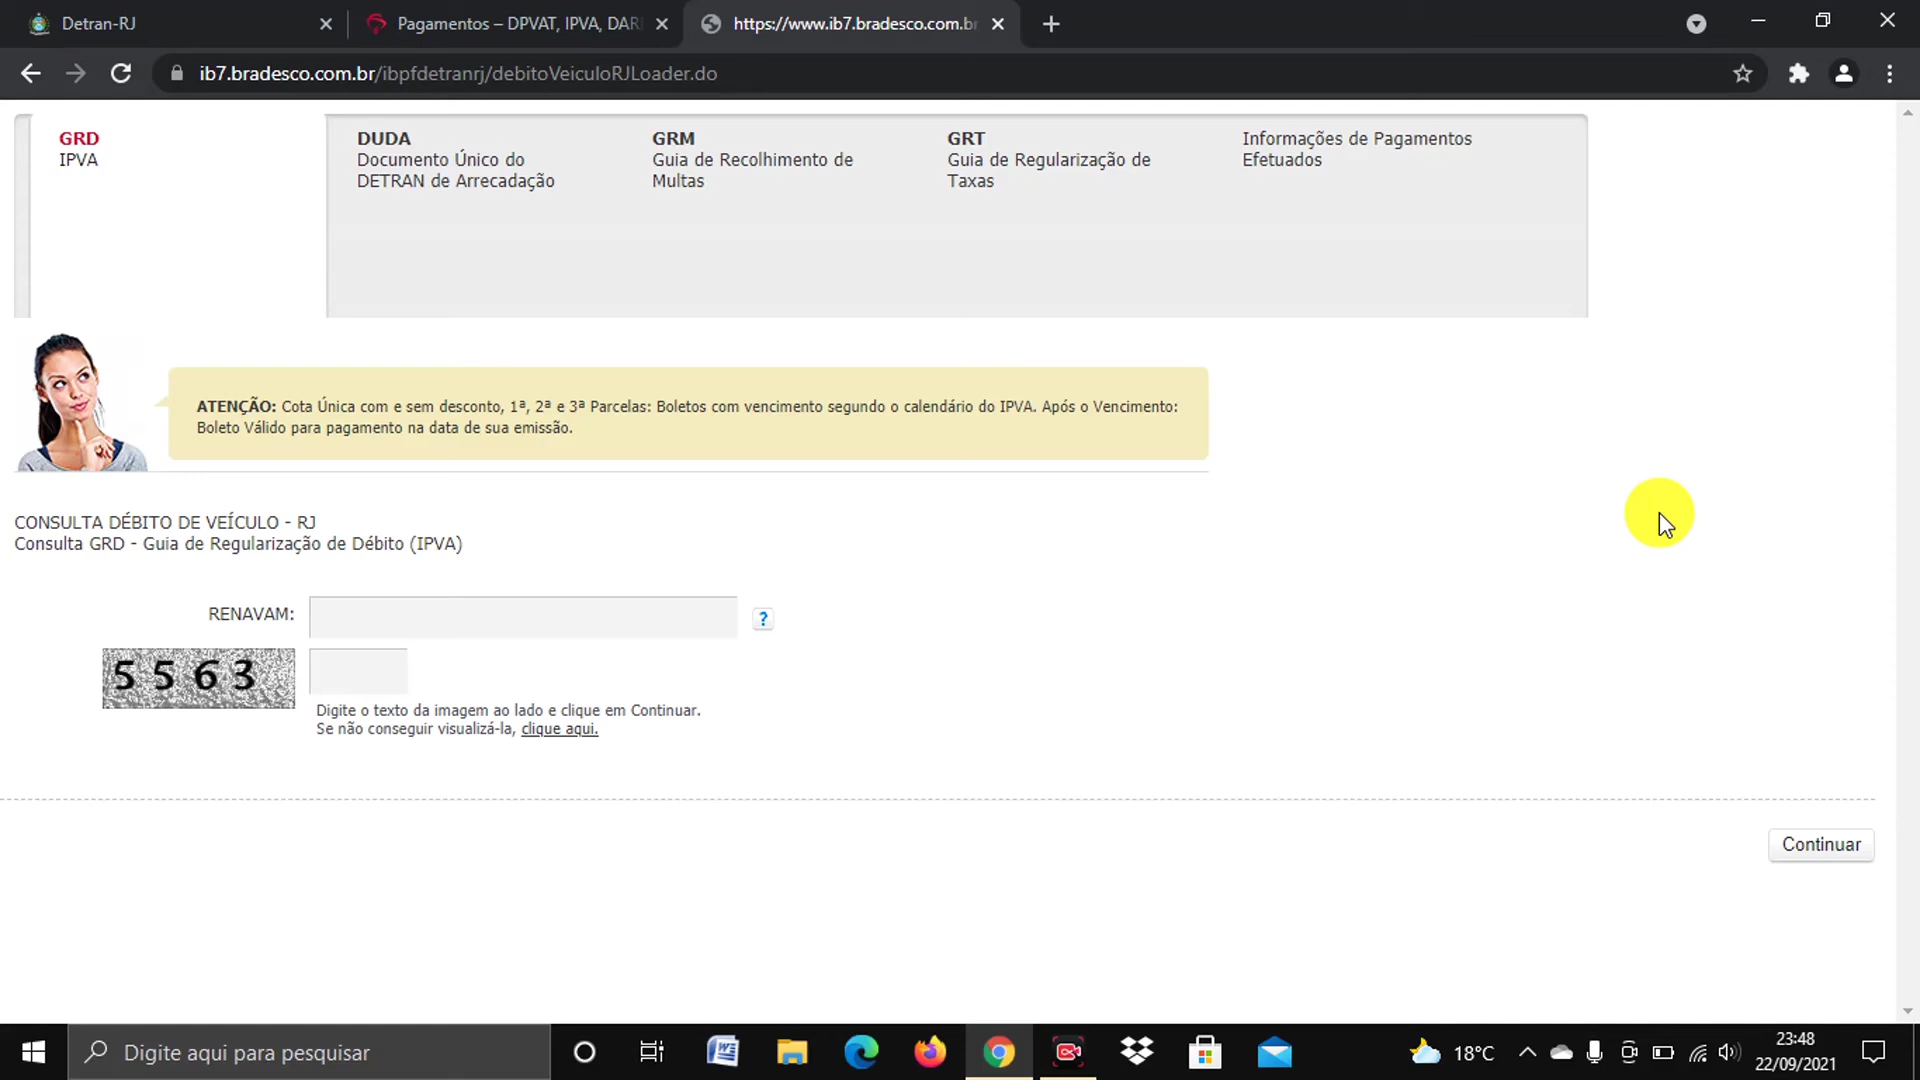 Detran-RJ
Pagamentos – DPVAT, IPVA, DAR
https://www.ib7.bradesco.com.b
ib7.bradesco.com.br/ibpfdetranrj/debitoVeiculoRJLoader.do
GRD
IPVA
DUDA
Documento Único do
DETRAN de Arrecadação
GRM
Guia de Recolhimento de
Multas
GRT
Guia de Regularização de
Taxas
Informações de Pagamentos
Efetuados
ATENÇÃO: Cota Única com e sem desconto, 1ª, 2ª e 3ª Parcelas: Boletos com vencimento segundo o calendário do IPVA. Após o Vencimento:
Boleto Válido para pagamento na data de sua emissão.
CONSULTA DÉBITO DE VEÍCULO - RJ
Consulta GRD - Guia de Regularização de Débito (IPVA)
RENAVAM:
?
5 5 6 3
Digite o texto da imagem ao lado e clique em Continuar.
Se não conseguir visualizá-la, clique aqui.
Continuar
Digite aqui para pesquisar
18°C
23:48
22/09/2021